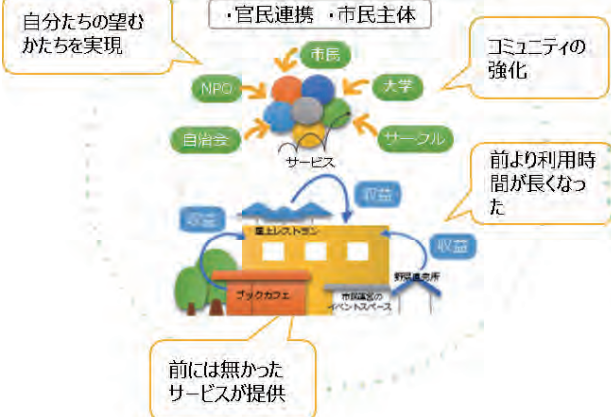 ・官民連携 ・市民主体
自分たちの望む
かたちを実現
市民
NPO
大学
自治会
サークル
サービス
コミュニティの
強化
前より利用時
間が長くなっ
た
収益
収益
収益
屋上レストラン
野菜直売所
ブックカフェ
市民運営の
イベントスペース
前には無かった
サービスが提供